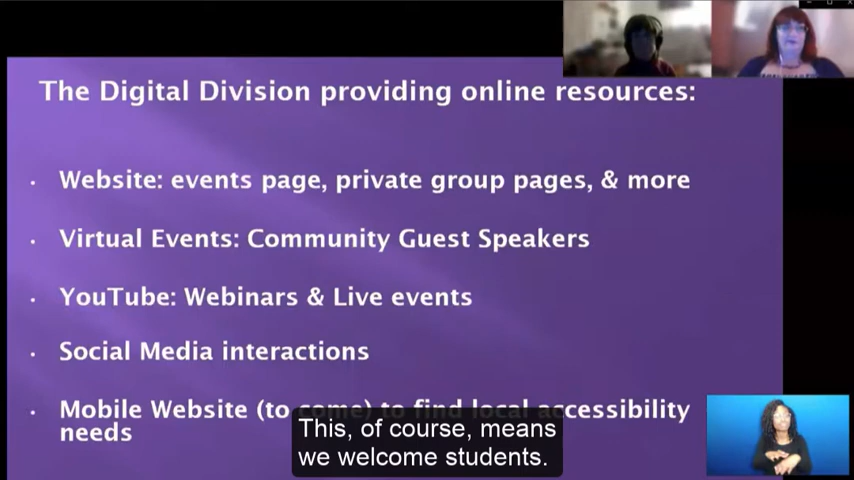 The Digital Division providing online resources:
• Website: events page, private group pages, & more
• Virtual Events: Community Guest Speakers
• YouTube: Webinars & Live events
• Social Media interactions
• Mobile Website (to come) to find local accessibility
needs
This, of course, means
we welcome students.